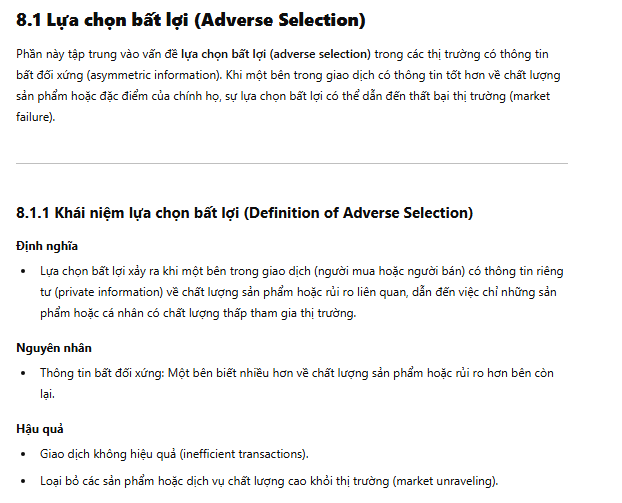 8.1 Lựa chọn bất lợi (Adverse Selection)
Phần này tập trung vào vấn đề lựa chọn bất lợi (adverse selection) trong các thị trường có thông tin
bất đối xứng (asymmetric information). Khi một bên trong giao dịch có thông tin tốt hơn về chất lượng
sản phẩm hoặc đặc điểm của chính họ, sự lựa chọn bất lợi có thể dẫn đến thất bại thị trường (market
failure).
8.1.1 Khái niệm lựa chọn bất lợi (Definition of Adverse Selection)
Định nghĩa
• Lựa chọn bất lợi xảy ra khi một bên trong giao dịch (người mua hoặc người bán) có thông tin riêng
tư (private information) về chất lượng sản phẩm hoặc rủi ro liên quan, dẫn đến việc chỉ những sản
phẩm hoặc cá nhân có chất lượng thấp tham gia thị trường.
Nguyên nhân
• Thông tin bất đối xứng: Một bên biết nhiều hơn về chất lượng sản phẩm hoặc rủi ro hơn bên còn
lại.
Hậu quả
• Giao dịch không hiệu quả (inefficient transactions).
• Loại bỏ các sản phẩm hoặc dịch vụ chất lượng cao khỏi thị trường (market unraveling).